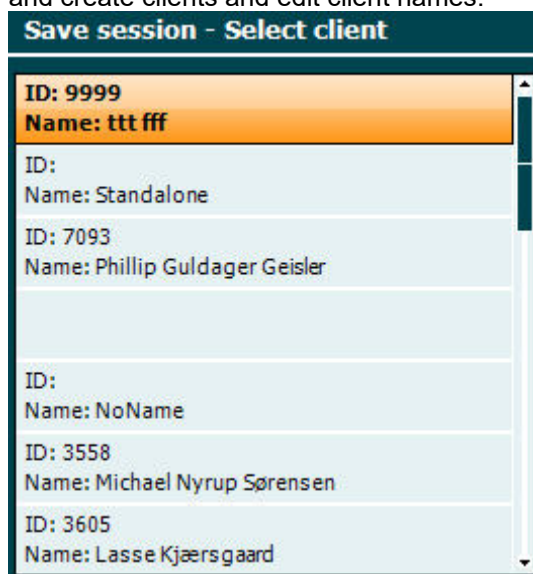 and create clients and edit client names.
Save session - Select client
ID: 9999
Name: ttt fff
ID:
Name: Standalone
ID: 7093
Name: Phillip Guldager Geisler
ID:
Name: NoName
ID: 3558
Name: Michael Nyrup Sørensen
ID: 3605
Name: Lasse Kjærsgaard